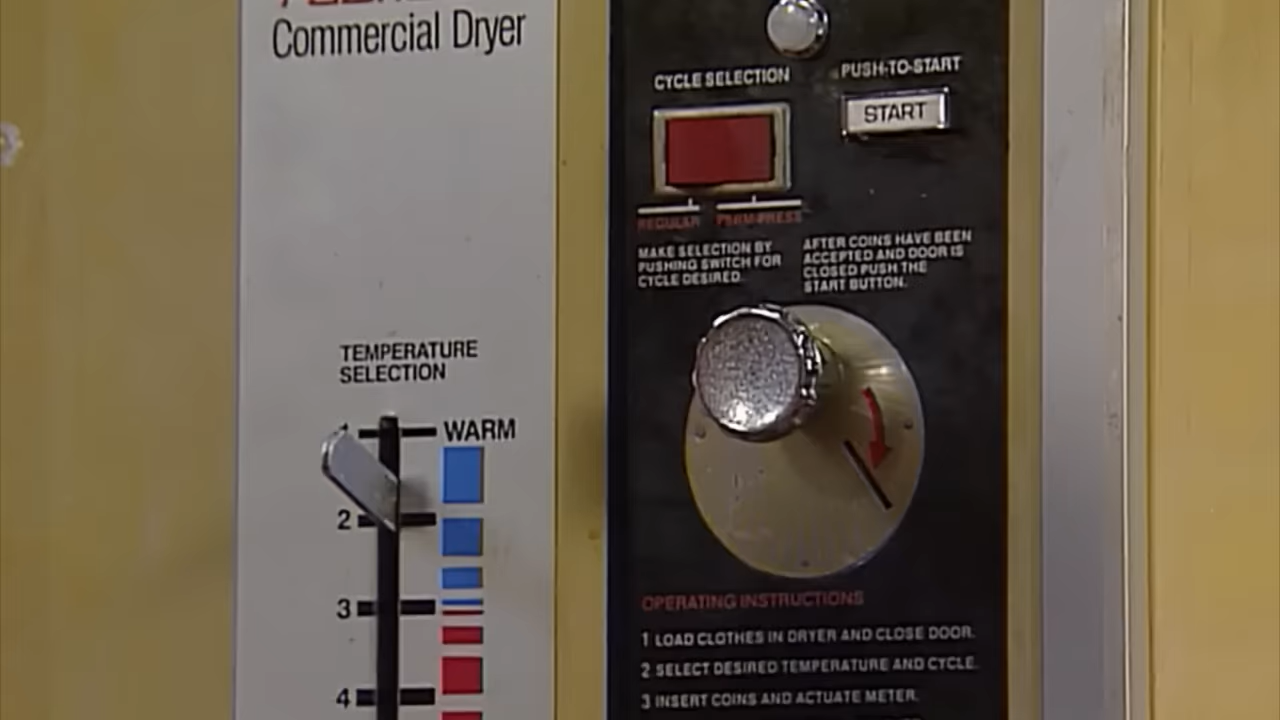 Commercial Dryer
TEMPERATURE
SELECTION
1
WARM
2
3
4
CYCLE SELECTION
REGULAR PERM-PRESS
MAKE SELECTION BY
PUSHING SWITCH FOR
CYCLE DESIRED.
PUSH-TO-START
START
AFTER COINS HAVE BEEN
ACCEPTED AND DOOR IS
CLOSED PUSH THE
START BUTTON.
OPERATING INSTRUCTIONS
1 LOAD CLOTHES IN DRYER AND CLOSE DOOR.
2 SELECT DESIRED TEMPERATURE AND CYCLE.
3 INSERT COINS AND ACTUATE METER.